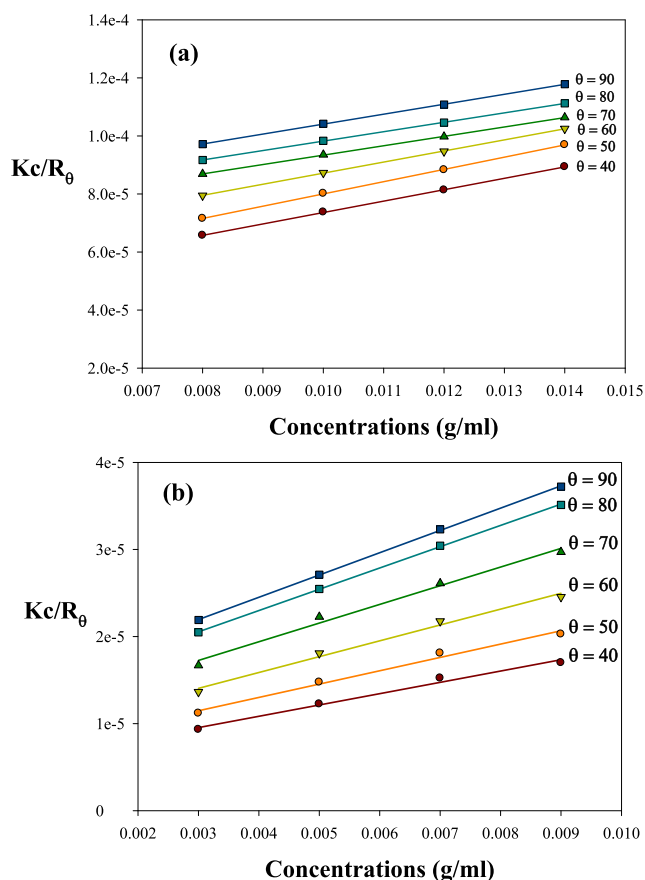 1.4e-4
(a)
1.2e-4
θ = 90
θ = 80
θ = 70
1.0e-4
θ = 60
θ = 50
Kc/Rθ
θ = 40
8.0e-5
6.0e-5
4.0e-5
2.0e-5
0.007 0.008 0.009 0.010 0.011 0.012 0.013 0.014 0.015
Concentrations (g/ml)
4e-5
(b)
θ = 90
θ = 80
3e-5
θ = 70
θ = 60
Kc/Rθ
2e-5
θ = 50
θ = 40
1e-5
0
0.002 0.003 0.004 0.005 0.006 0.007 0.008 0.009 0.010
Concentrations (g/ml)